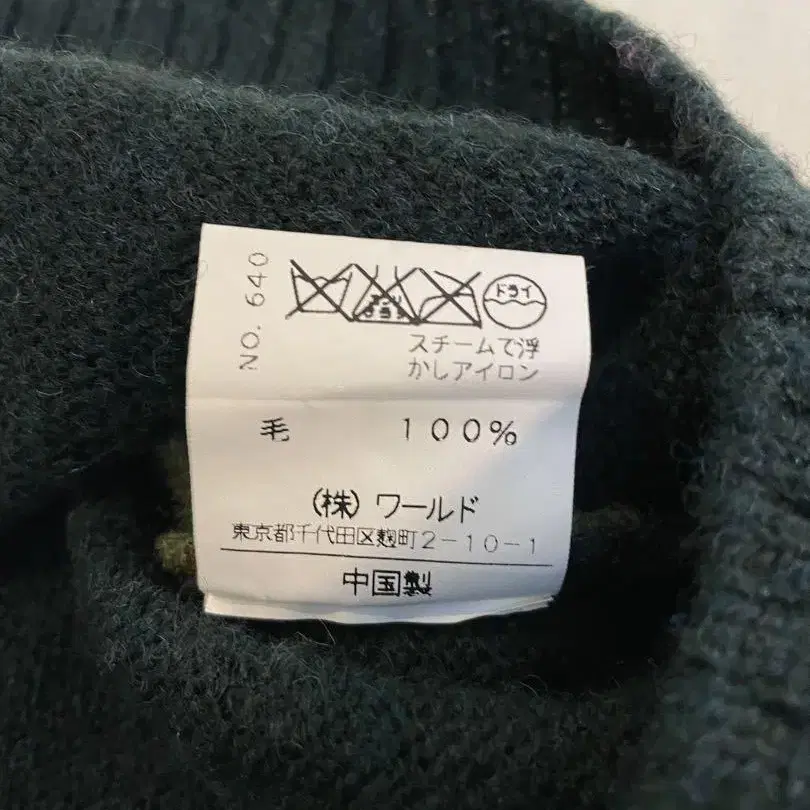 NO. 640
ドライ
スチームで浮
かしアイロン
毛 100%
(株) ワールド
東京都千代田区麹町2-10-1
中国製